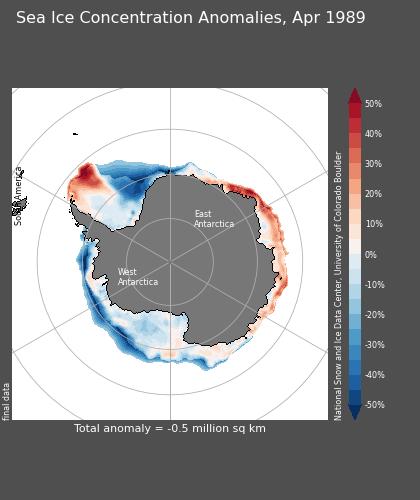 Sea Ice Concentration Anomalies, Apr 1989
South America
East
Antarctica
West
Antarctica
50%
40%
30%
20%
10%
0%
-10%
-20%
-30%
-40%
-50%
National Snow and Ice Data Center, University of Colorado Boulder
final data
Total anomaly = -0.5 million sq km